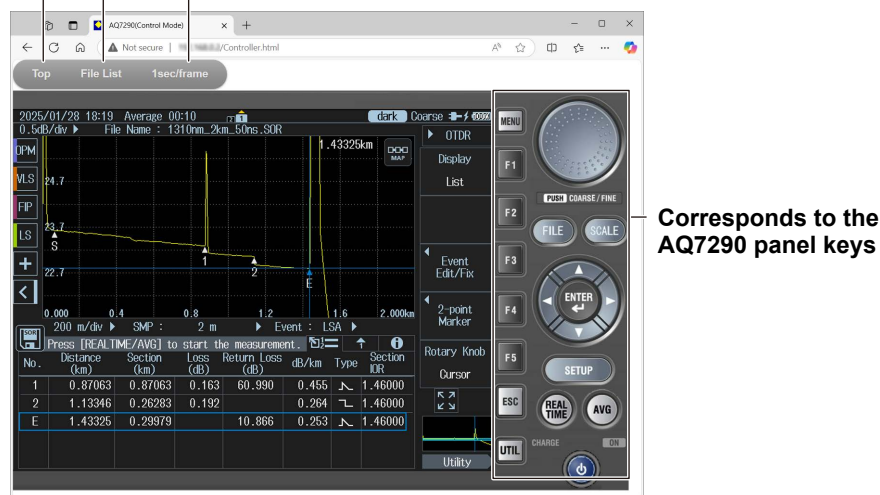 AQ7290(Control Mode)
Not secure
/Controller.html
Top File List 1sec/frame
2025/01/28 18:19 Average 00:10 dark Coarse
0.5dB/div File Name : 1310nm_2km_50ns.SOR
OTDR
1.43325km
MAP
OPM
VLS
FIP
LS
24.7
23.7
22.7
S
1
2
E
0.000 0.4 0.8 1.2 1.6 2.000km
200 m/div SMP : 2 m Event : LSA
Display
List
Event
Edit/Fix
2-point
Marker
Rotary Knob
Cursor
Utility
SOR
Press [REALTIME/AVG] to start the measurement.
No. Distance (km) Section (km) Loss (dB) Return Loss (dB) dB/km Type Section IOR
1 0.87063 0.87063 0.163 60.990 0.455 1.46000
2 1.13346 0.26283 0.192 0.264 1.46000
E 1.43325 0.29979 10.866 0.253 1.46000
MENU
F1
F2
F3
F4
F5
ESC
UTIL
PUSH COARSE/FINE
FILE SCALE
ENTER
SETUP
REAL TIME
AVG
CHARGE ON
Corresponds to the
AQ7290 panel keys